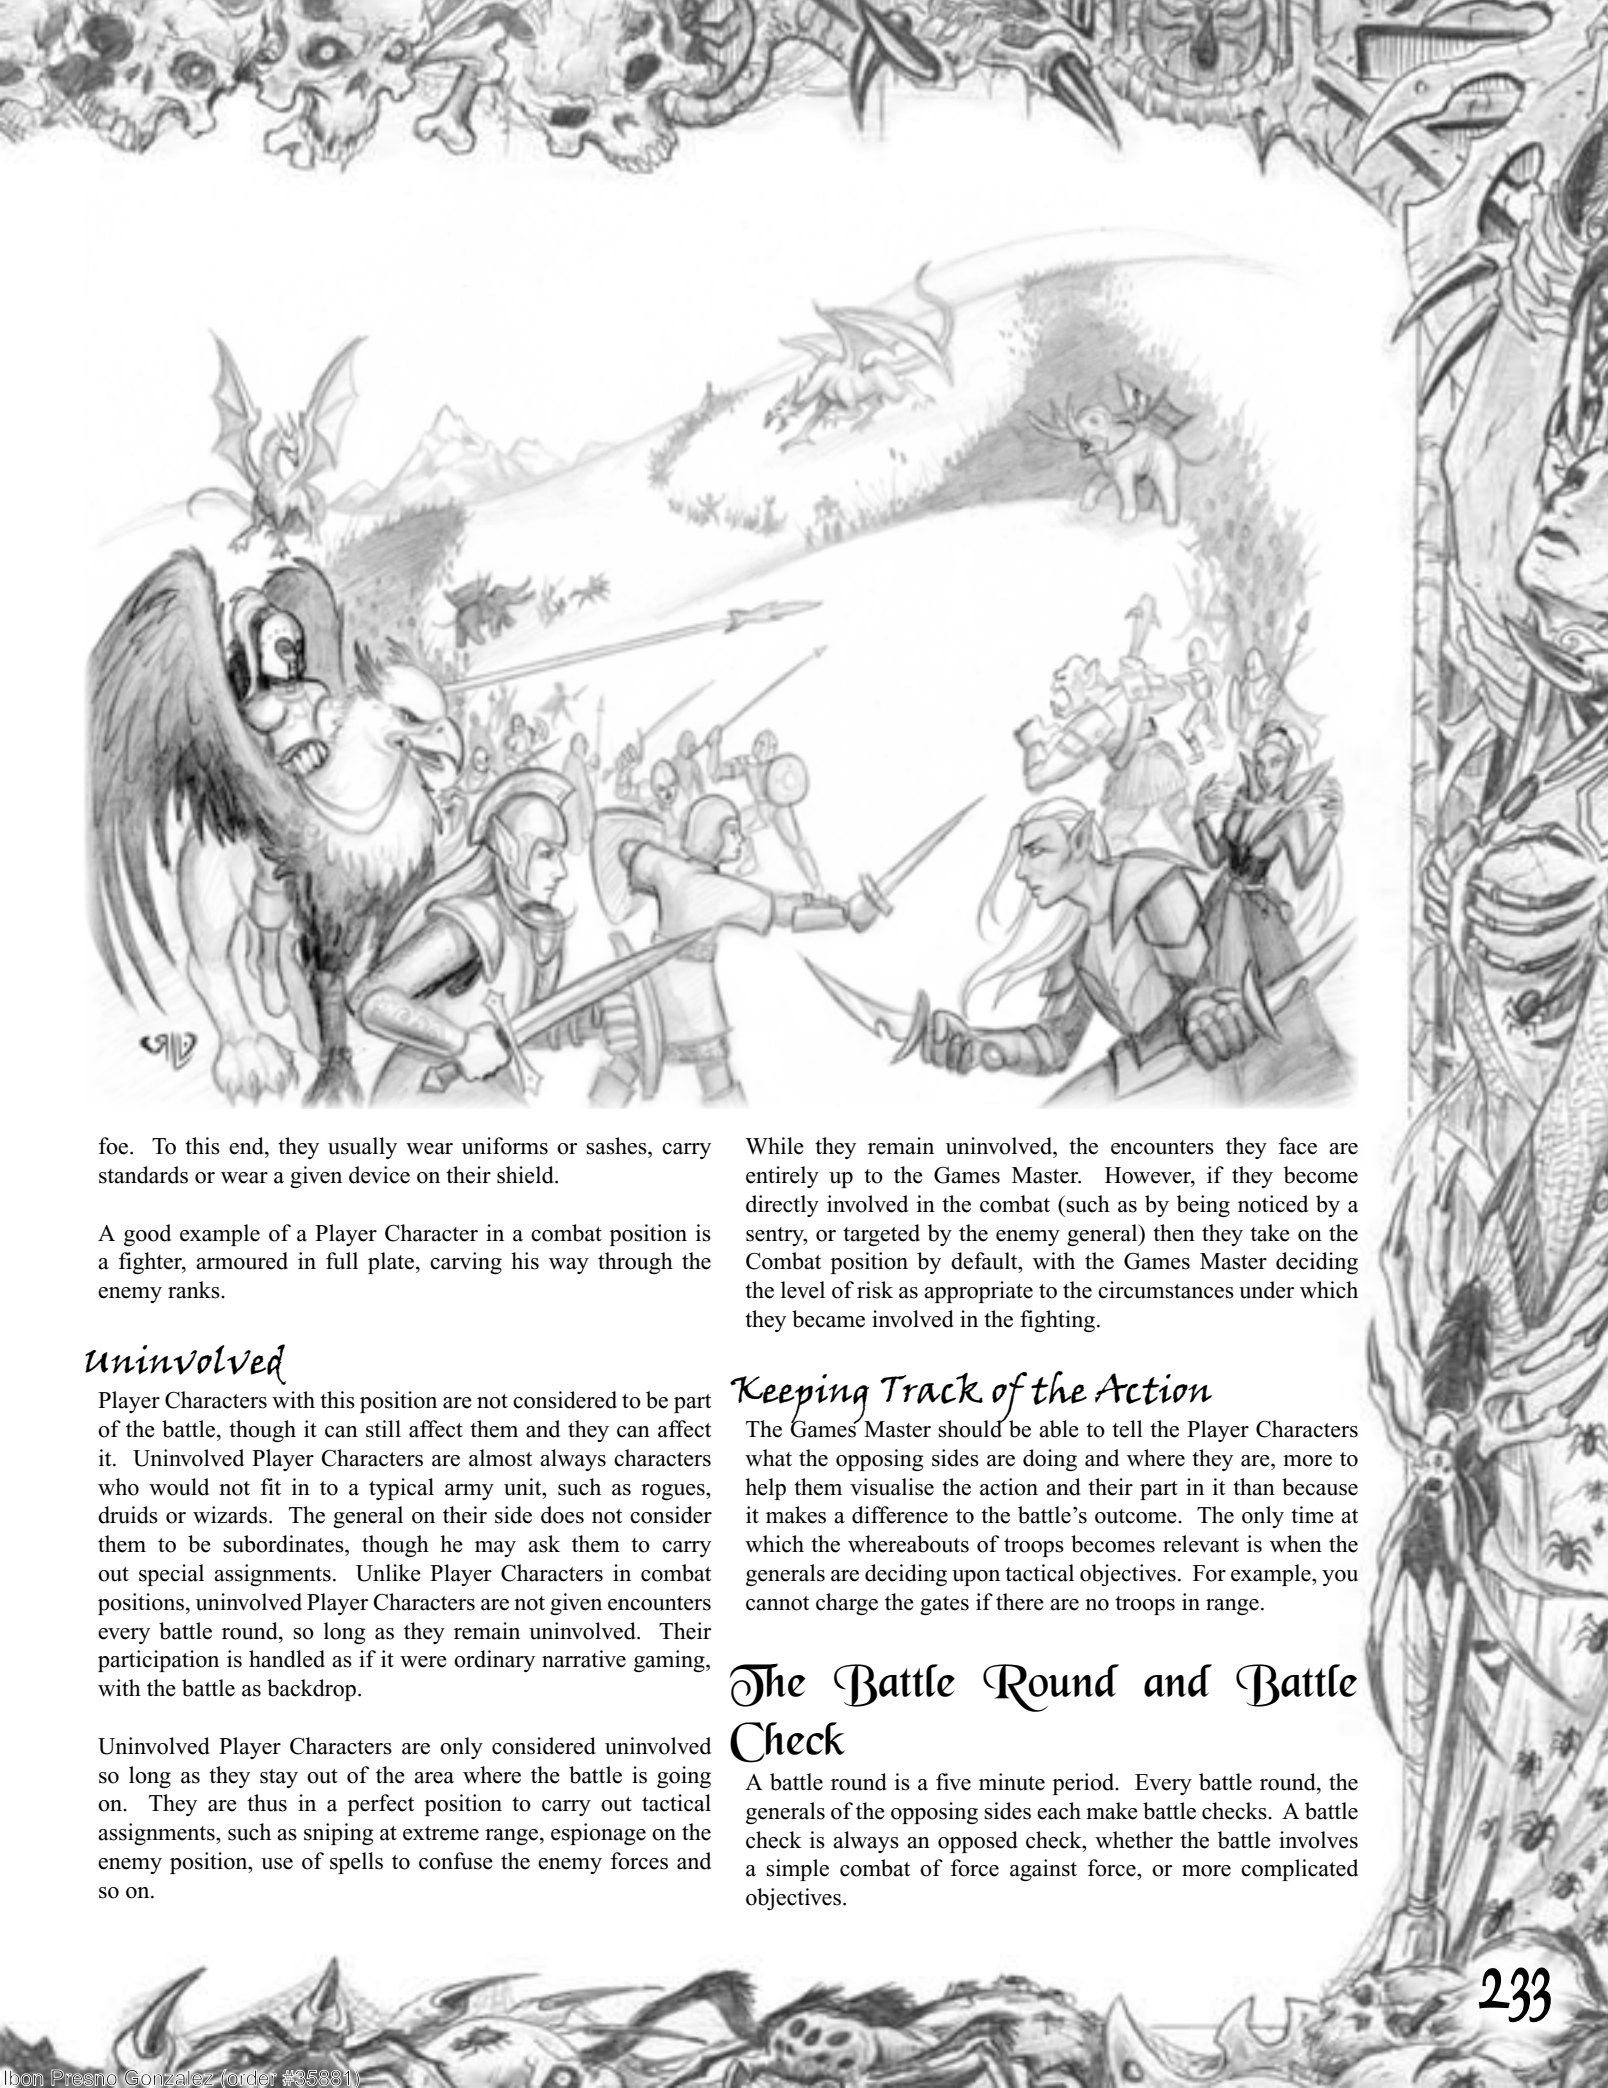 foe. To this end, they usually wear uniforms or sashes, carry
standards or wear a given device on their shield.
A good example of a Player Character in a combat position is
a fighter, armoured in full plate, carving his way through the
enemy ranks.
Uninvolved
Player Characters with this position are not considered to be part
of the battle, though it can still affect them and they can affect
it. Uninvolved Player Characters are almost always characters
who would not fit in to a typical army unit, such as rogues,
druids or wizards. The general on their side does not consider
them to be subordinates, though he may ask them to carry
out special assignments. Unlike Player Characters in combat
positions, uninvolved Player Characters are not given encounters
every battle round, so long as they remain uninvolved. Their
participation is handled as if it were ordinary narrative gaming,
with the battle as backdrop.
Uninvolved Player Characters are only considered uninvolved
so long as they stay out of the area where the battle is going
on. They are thus in a perfect position to carry out tactical
assignments, such as sniping at extreme range, espionage on the
enemy position, use of spells to confuse the enemy forces and
so on.
While they remain uninvolved, the encounters they face are
entirely up to the Games Master. However, if they become
directly involved in the combat (such as by being noticed by a
sentry, or targeted by the enemy general) then they take on the
Combat position by default, with the Games Master deciding
the level of risk as appropriate to the circumstances under which
they became involved in the fighting.
Keeping Track of the Action
The Games Master should be able to tell the Player Characters
what the opposing sides are doing and where they are, more to
help them visualise the action and their part in it than because
it makes a difference to the battle's outcome. The only time at
which the whereabouts of troops becomes relevant is when the
generals are deciding upon tactical objectives. For example, you
cannot charge the gates if there are no troops in range.
The Battle Round and Battle
Check
A battle round is a five minute period. Every battle round, the
generals of the opposing sides each make battle checks. A battle
check is always an opposed check, whether the battle involves
a simple combat of force against force, or more complicated
objectives.
233
Ibon Presno Gonzalez (order #35881)